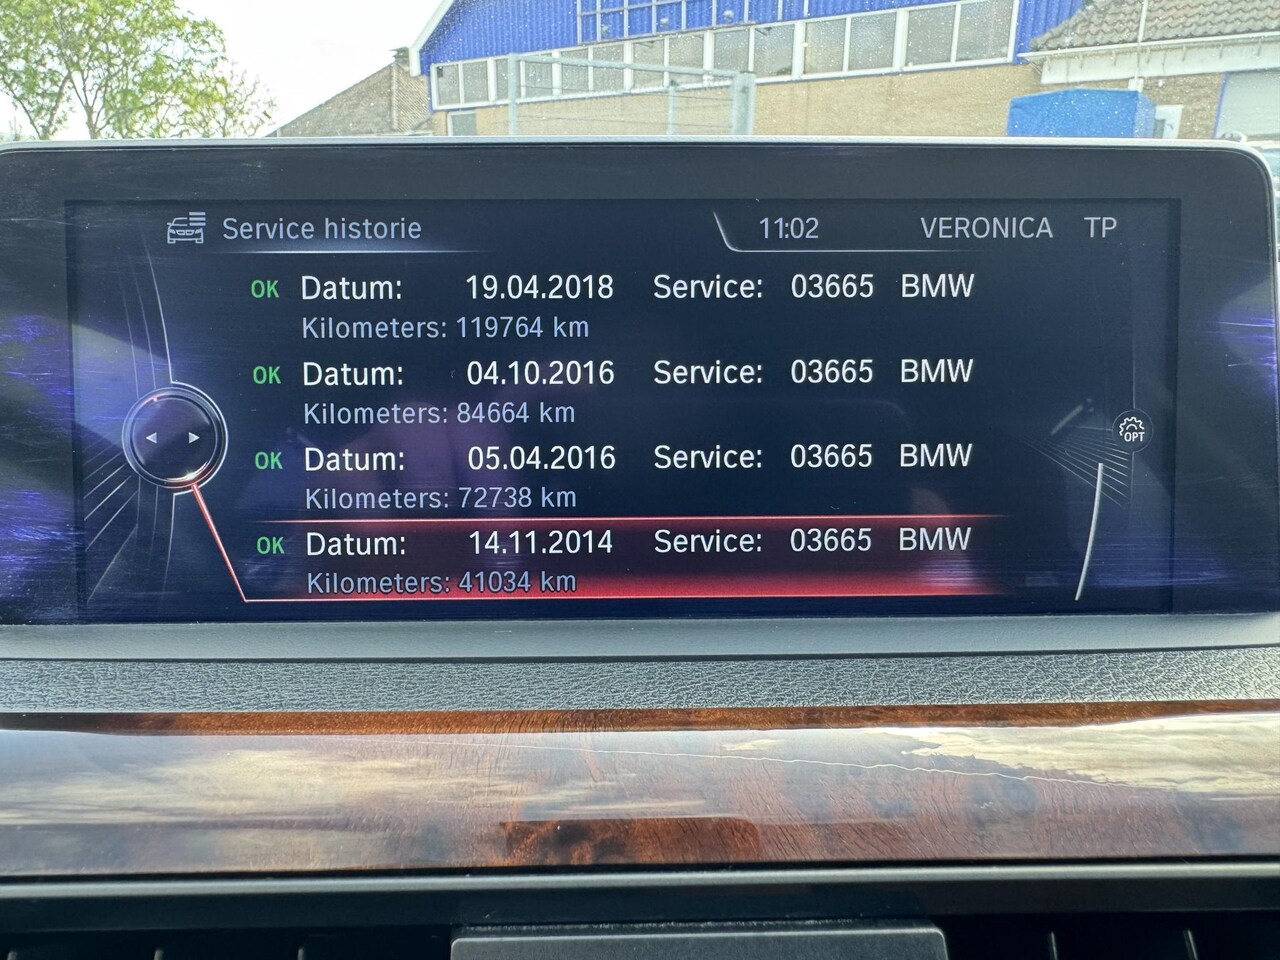 Service historie 11:02 VERONICA TP
OK Datum: 19.04.2018 Service: 03665 BMW
Kilometers: 119764 km
OK Datum: 04.10.2016 Service: 03665 BMW
Kilometers: 84664 km
OK Datum: 05.04.2016 Service: 03665 BMW
Kilometers: 72738 km
OPT
OK Datum: 14.11.2014 Service: 03665 BMW
Kilometers: 41034 km